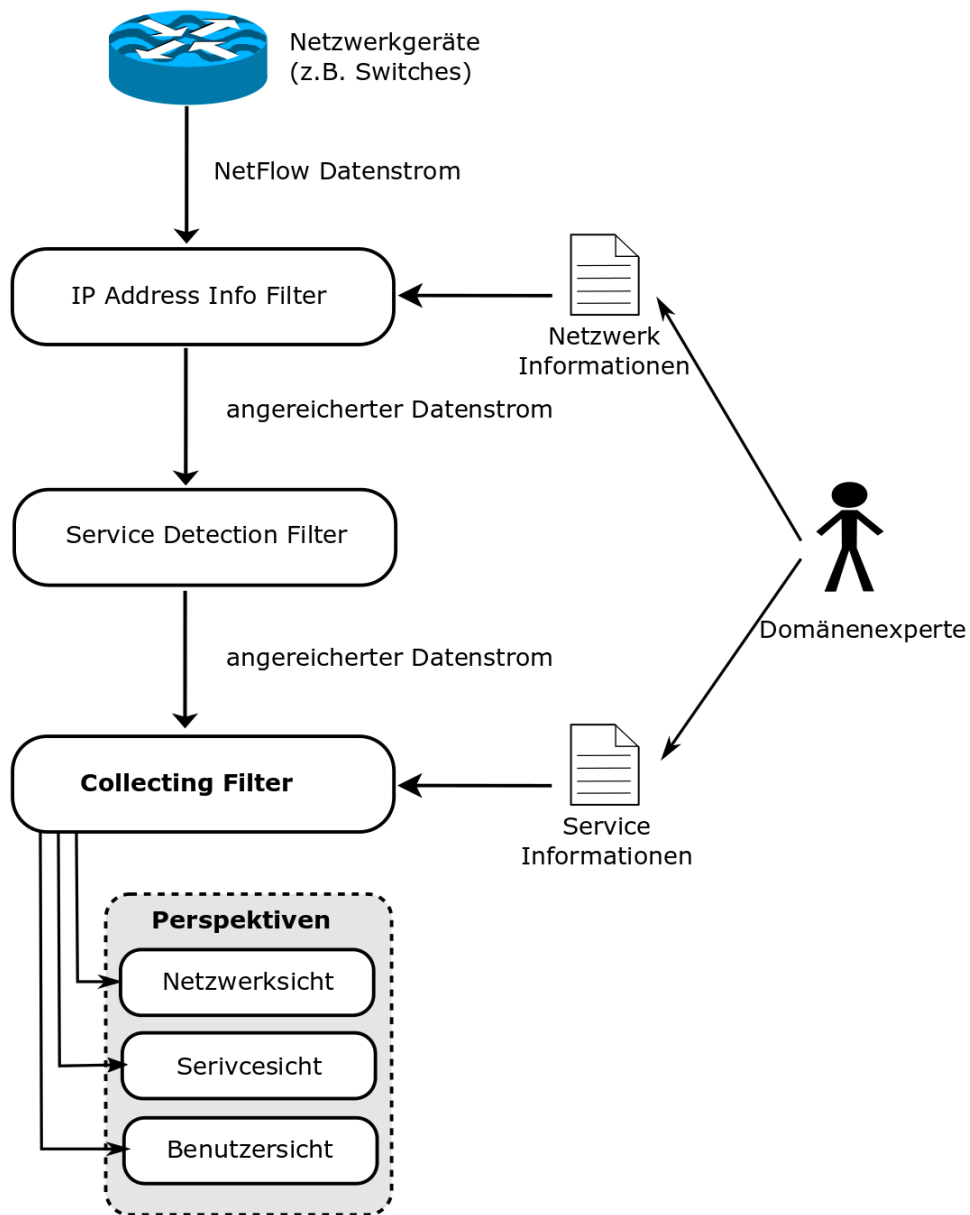 Netzwerkgeräte
(z.B. Switches)
NetFlow Datenstrom
IP Address Info Filter
Netzwerk
Informationen
angereicherter Datenstrom
Service Detection Filter
Domänenexperte
angereicherter Datenstrom
Collecting Filter
Service
Informationen
Perspektiven
Netzwerksicht
Serivcesicht
Benutzersicht